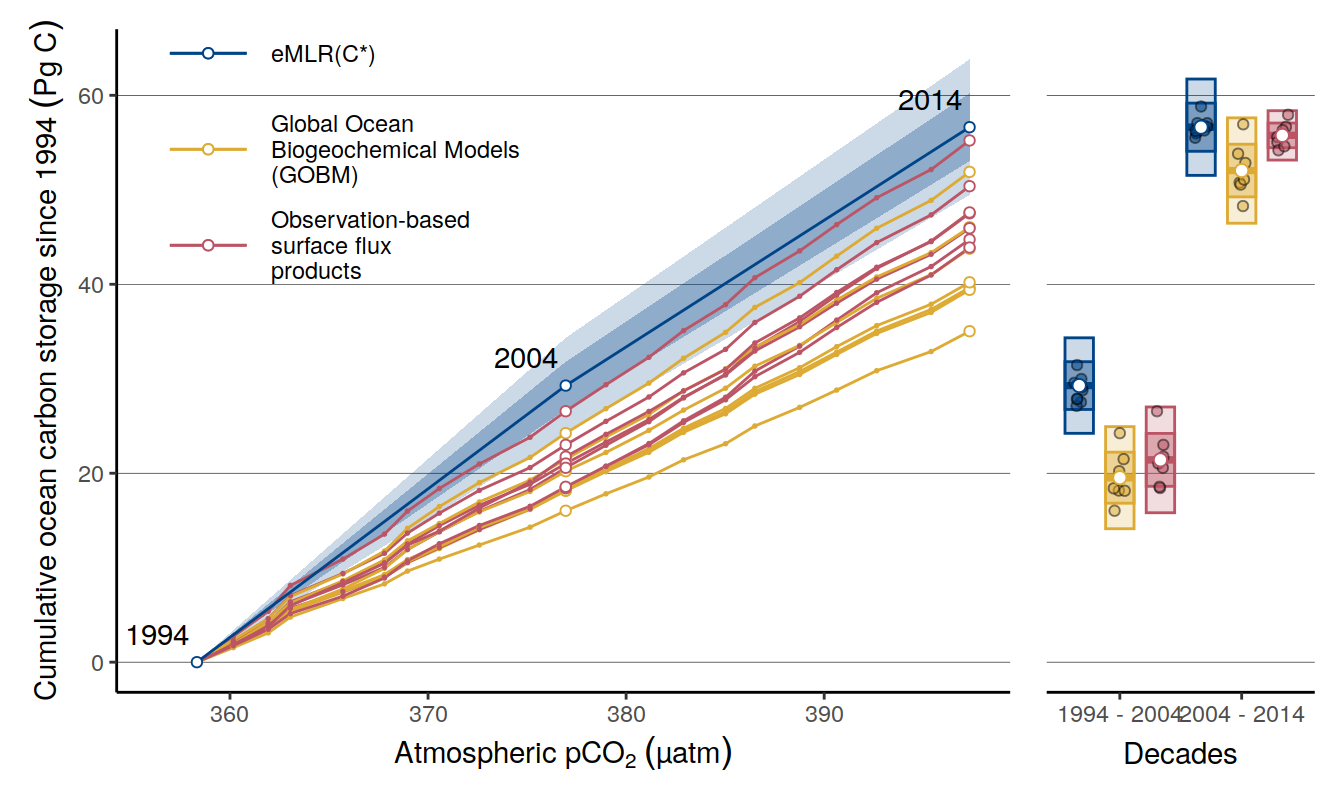 Cumulative ocean carbon storage since 1994 (Pg C)
60
40
20
0
eMLR(C*)
Global Ocean
Biogeochemical Models
(GOBM)
Observation-based
surface flux
products
1994
2004
2014
360
370
380
390
Atmospheric pCO₂ (µatm)
1994 - 2004
2004 - 2014
Decades